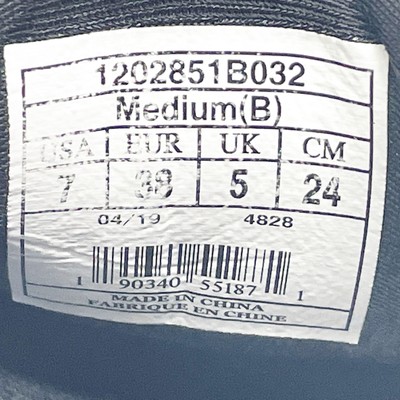 1202851B032
Medium(B)
USA EUR UK CM
7 38 5 24
04/19 4828
1 90340 55187 1
MADE IN CHINA
FABRIQUE EN CHINE